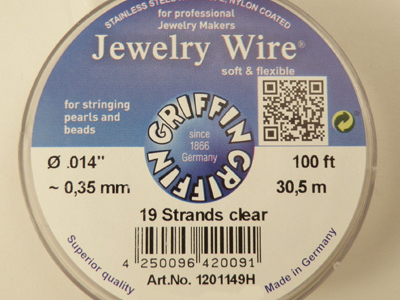 STAINLESS STEEL NYLON COATED
for professional
Jewelry Makers
Jewelry Wire®
soft & flexible
for stringing
pearls and
beads
GRIFFIN GRIFFIN
since
1866
Germany
Ø .014"
100 ft
~ 0,35 mm
30,5 m
19 Strands clear
4 250096 420091
Art.No. 1201149H
Superior quality
Made in Germany